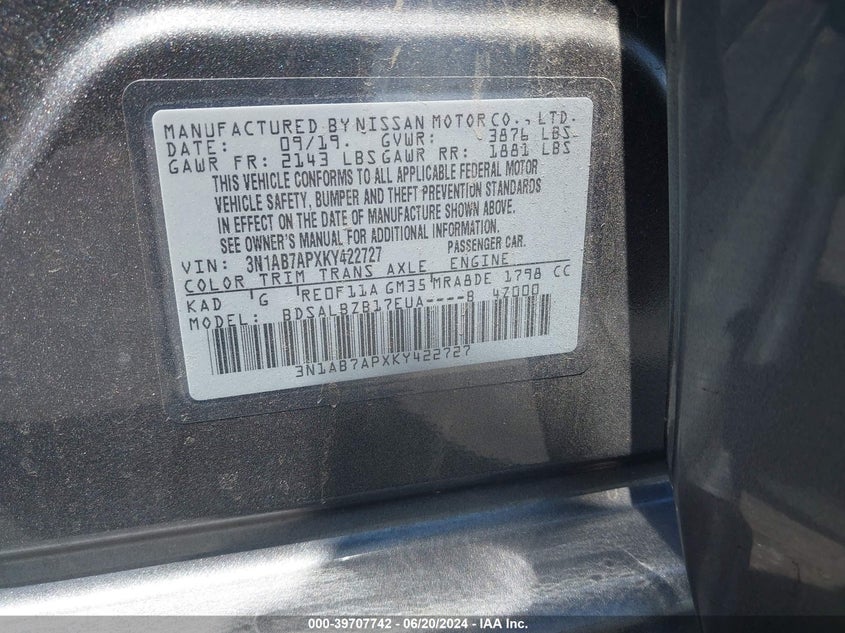 MANUFACTURED BY NISSAN MOTOR CO., LTD.
DATE: 09/19. GVWR: 3876 LBS
GAWR FR: 2143 LBS GAWR RR: 1881 LBS
THIS VEHICLE CONFORMS TO ALL APPLICABLE FEDERAL MOTOR
VEHICLE SAFETY, BUMPER AND THEFT PREVENTION STANDARDS
IN EFFECT ON THE DATE OF MANUFACTURE SHOWN ABOVE.
SEE OWNER'S MANUAL FOR ADDITIONAL INFORMATION.
VIN: 3N1AB7APXKY422727 PASSENGER CAR.
COLOR TRIM TRANS AXLE ENGINE
KAD G RE0F11A GM35 MRA8DE 1798 CC
MODEL: BDSALBZB17EUA----B 4Z000
3N1AB7APXKY422727
000-39707742 / 06/20/2024 / IAA Inc.